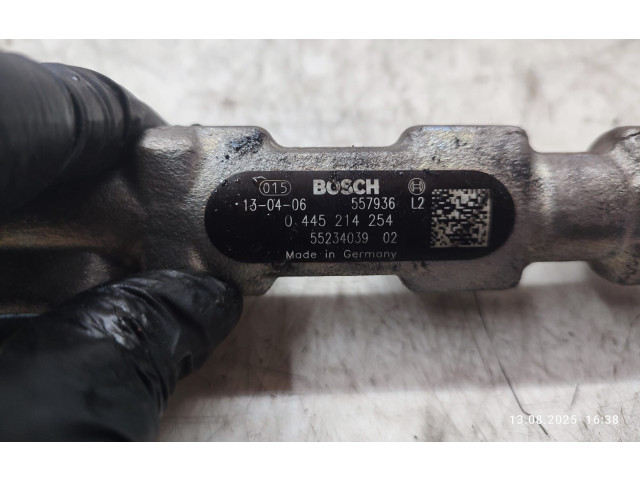 015 BOSCH
13-04-06 557936 L2
0 445 214 254
55234039 02
Made in Germany
13.08.2025 16:38